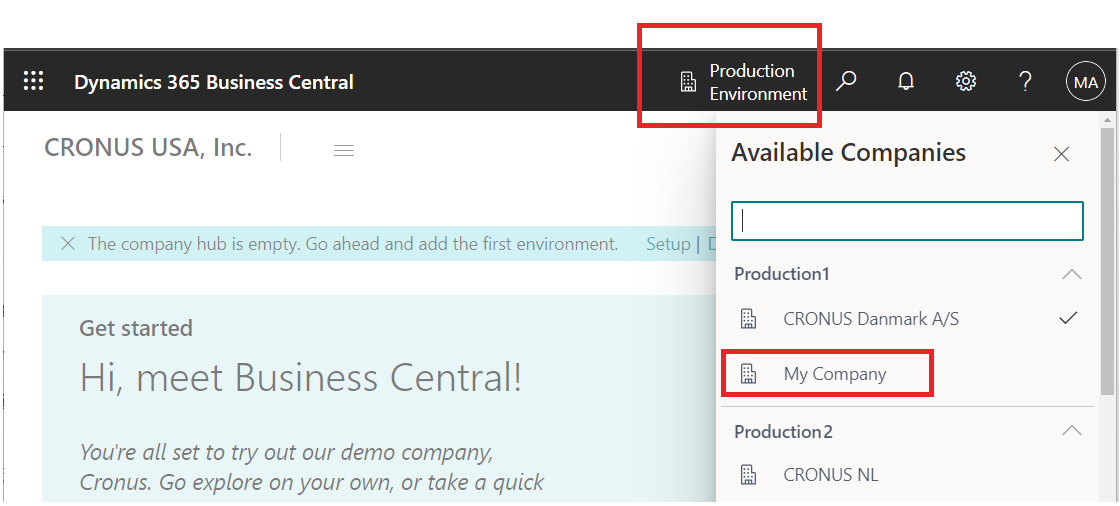 Dynamics 365 Business Central
Production
Environment
?
MA
CRONUS USA, Inc.
The company hub is empty. Go ahead and add the first environment.
Setup |
Get started
Hi, meet Business Central!
You're all set to try out our demo company,
Cronus. Go explore on your own, or take a quick
Available Companies
Production1
CRONUS Danmark A/S
My Company
Production2
CRONUS NL